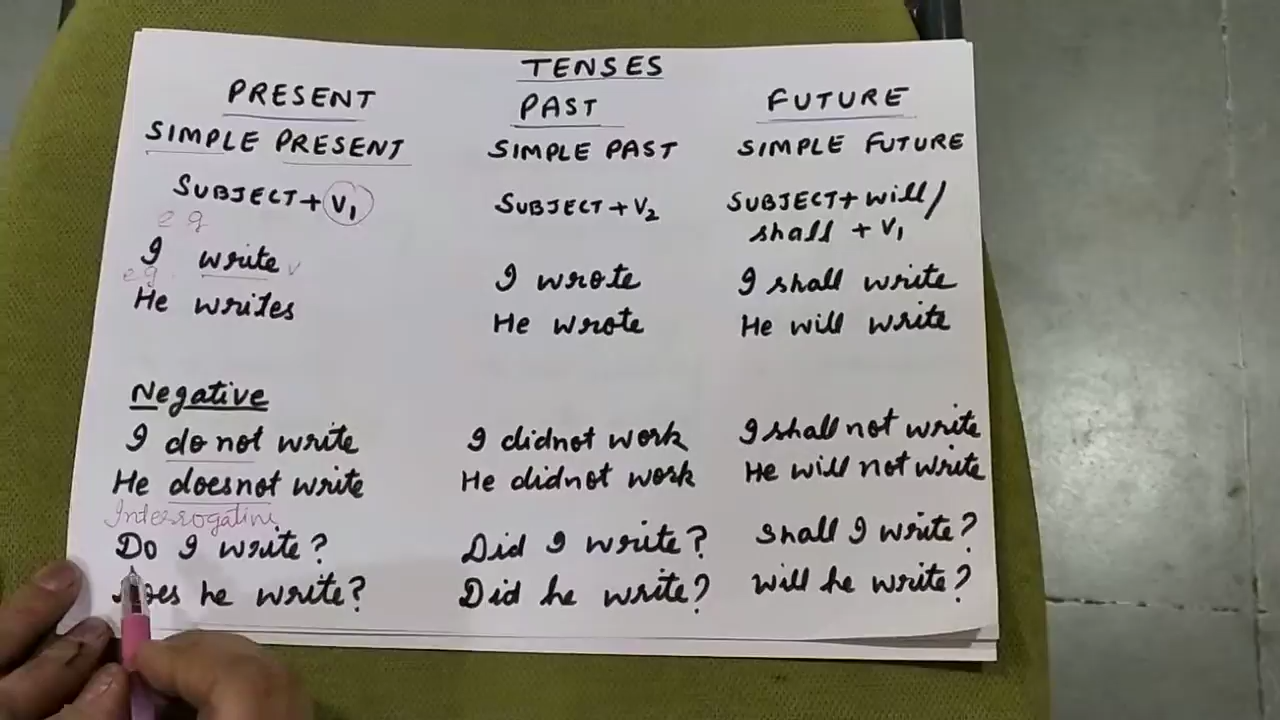 TENSES
PRESENT
SIMPLE PRESENT
SUBJECT + V1
e g
I write
e g.
He writes
PAST
SIMPLE PAST
SUBJECT + V2
I wrote
He wrote
FUTURE
SIMPLE FUTURE
SUBJECT + will/
shall + V1
I shall write
He will write
Negative
I do not write
He doesnot write
Interrogative
Do I write?
Does he write?
I didnot work
He didnot work
Did I write?
Did he write?
I shall not write
He will not write
Shall I write?
will he write?